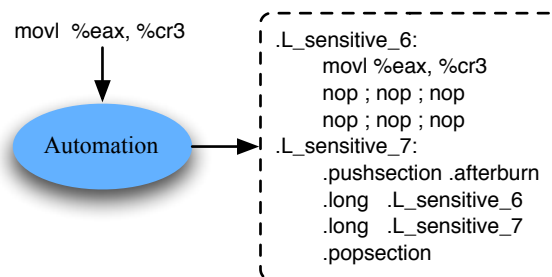 movl %eax, %cr3
Automation
.L_sensitive_6:
movl %eax, %cr3
nop ; nop ; nop
nop ; nop ; nop
.L_sensitive_7:
.pushsection .afterburn
.long .L_sensitive_6
.long .L_sensitive_7
.popsection